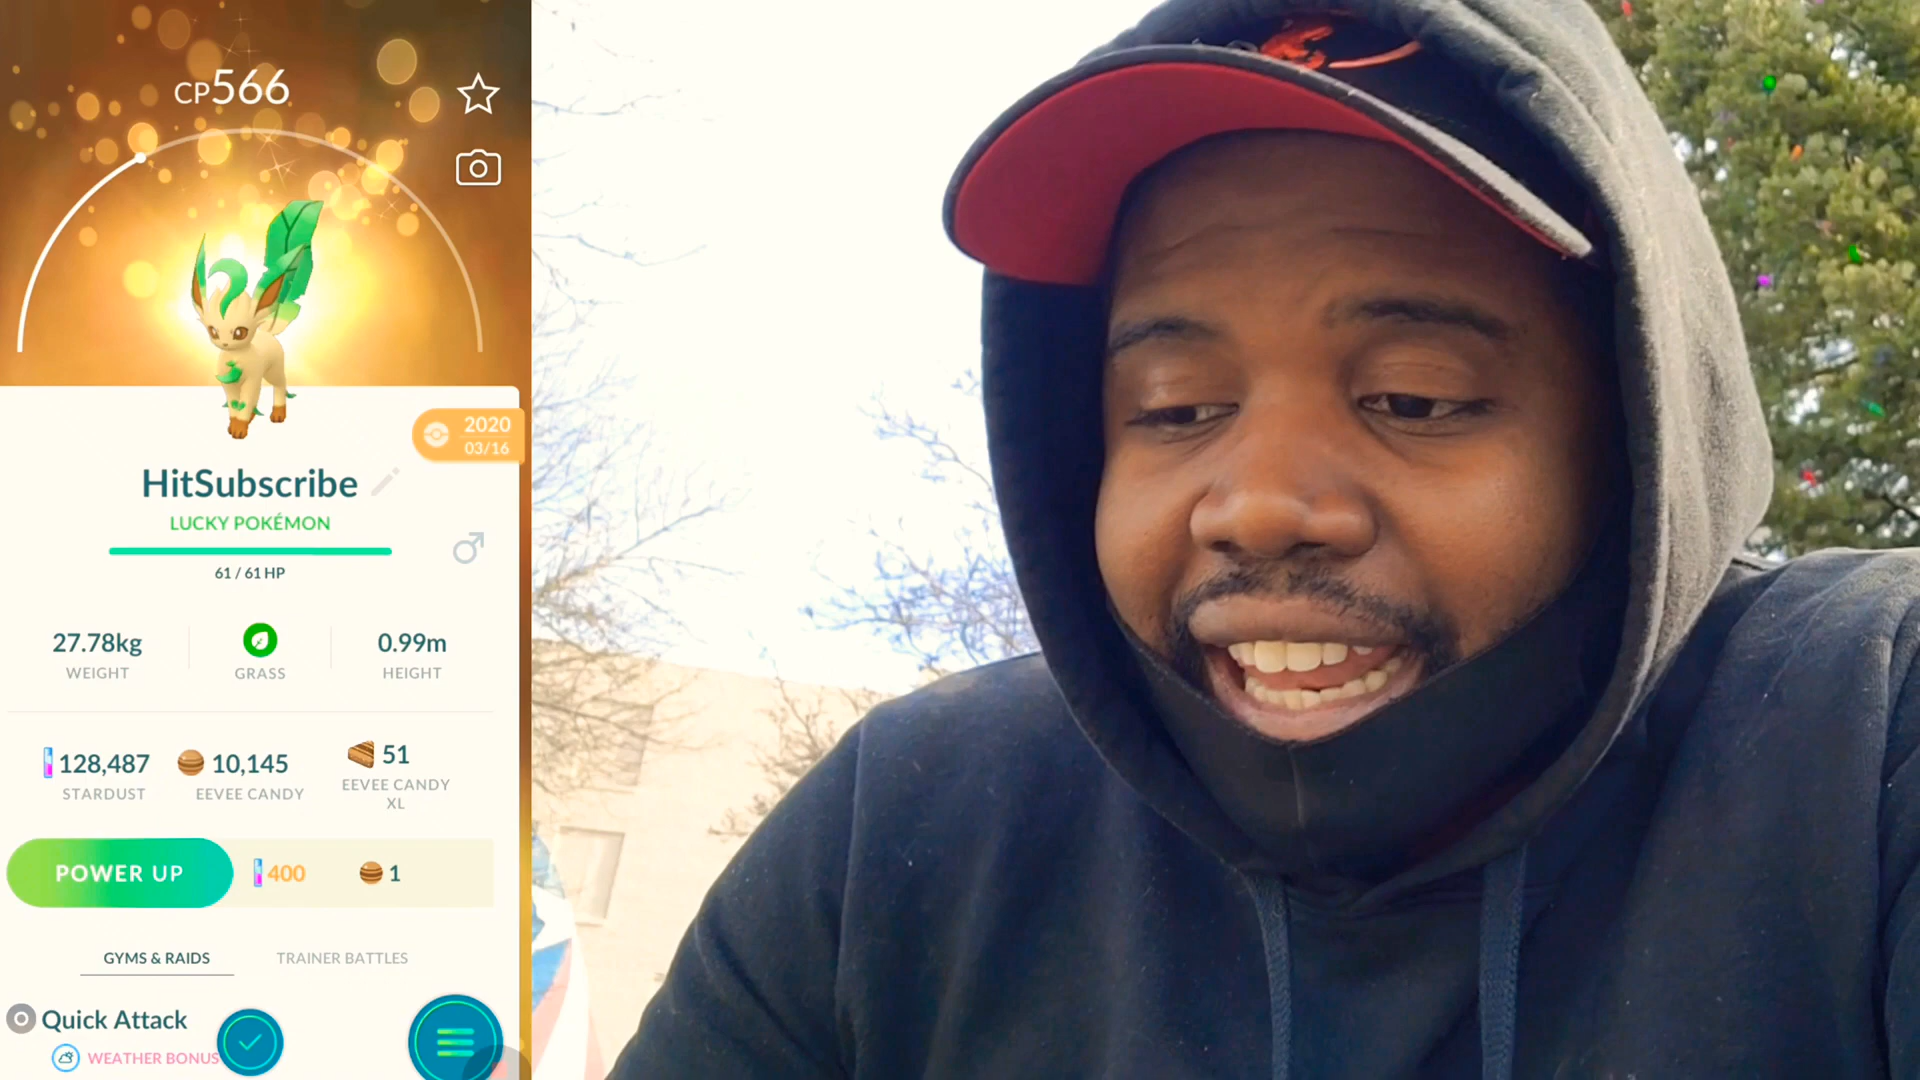 CP566
2020
03/16
HitSubscribe
LUCKY POKÉMON
61 / 61 HP
27.78kg
WEIGHT
GRASS
0.99m
HEIGHT
128,487
STARDUST
10,145
EEVEE CANDY
51
EEVEE CANDY
XL
POWER UP
400
1
GYMS & RAIDS
TRAINER BATTLES
Quick Attack
WEATHER BONUS